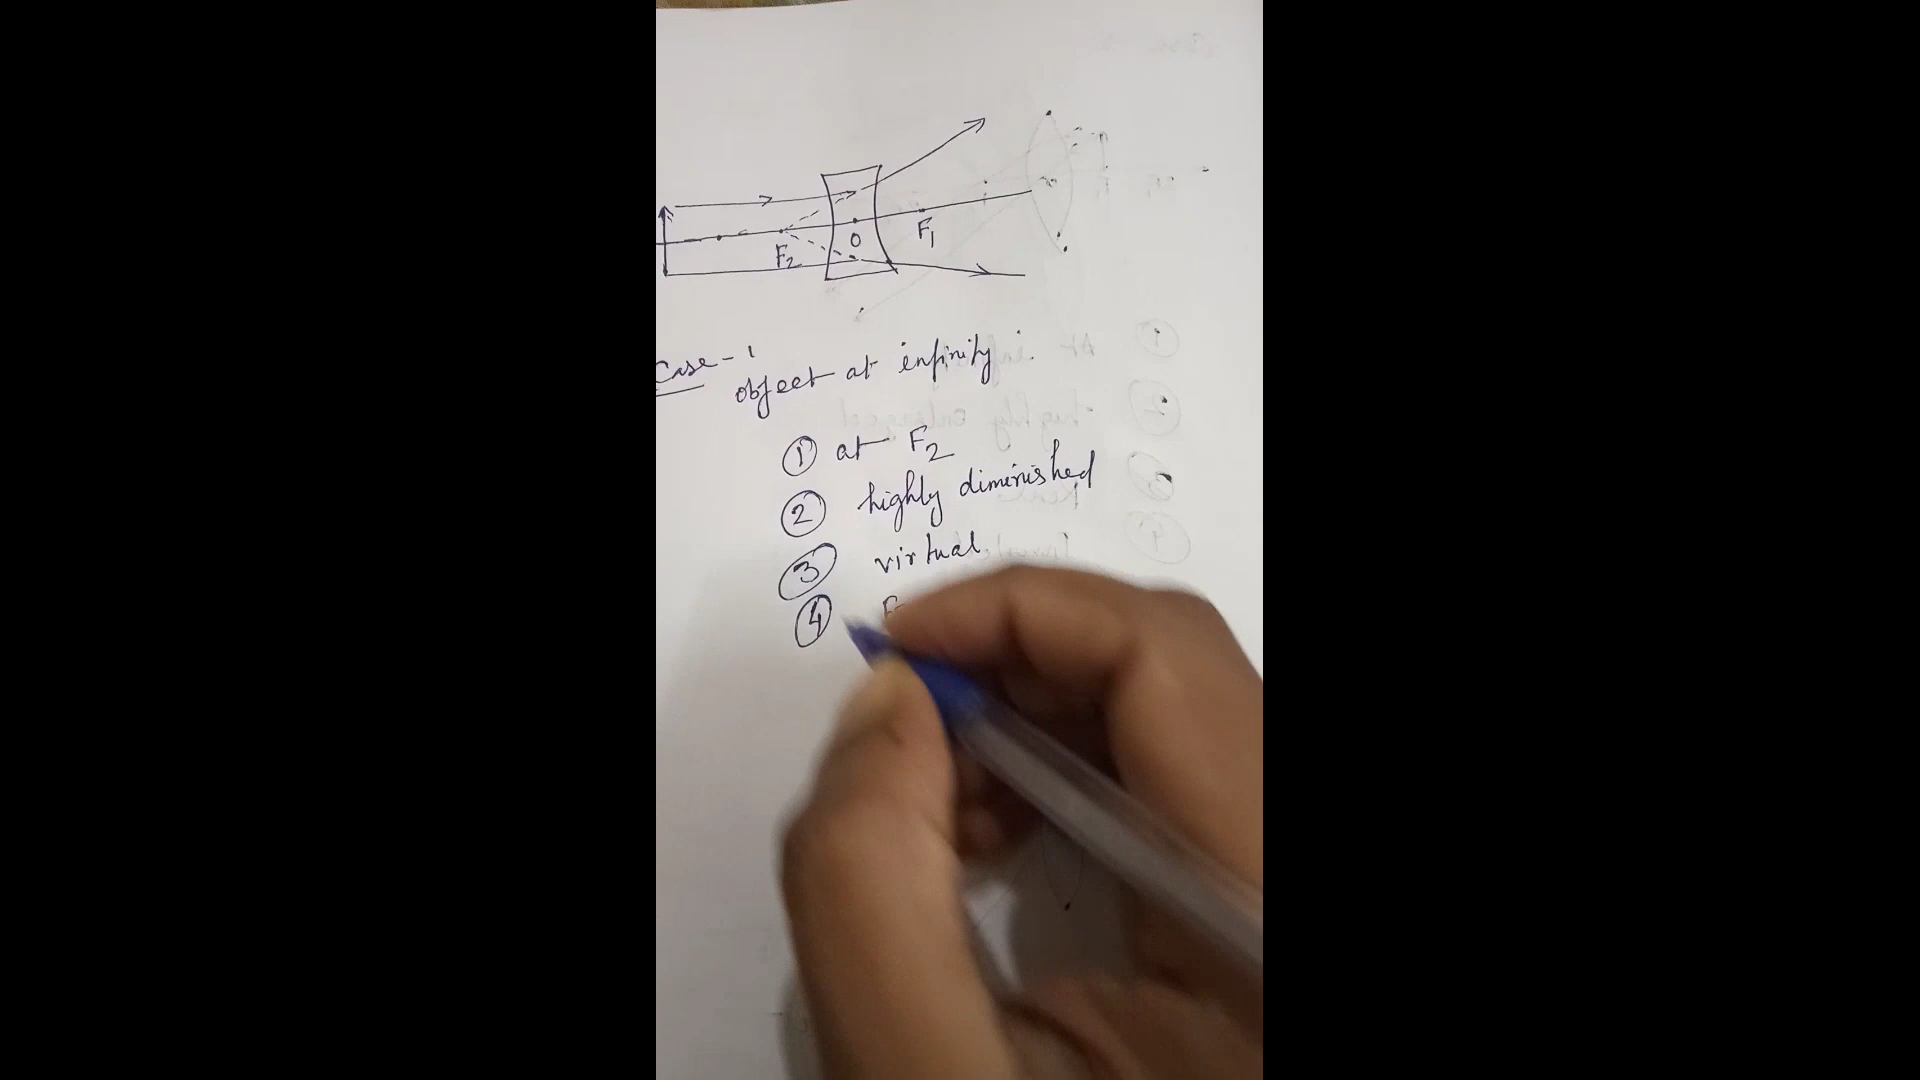 F2 O F1
Case-1
object at infinity
① at F2
② highly diminished
③ virtual
④